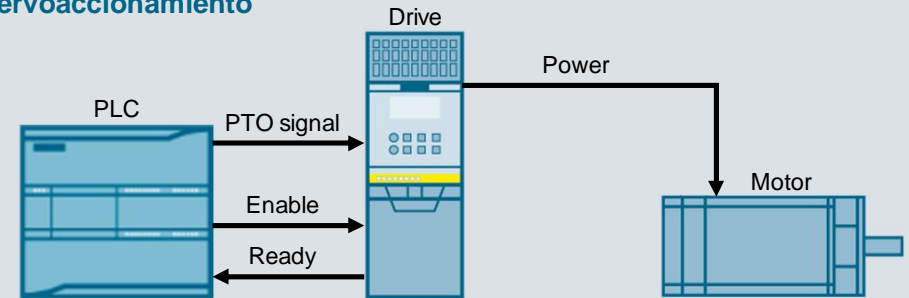 ervoaccionamiento
Drive
Power
PLC
PTO signal
Motor
Enable
Ready